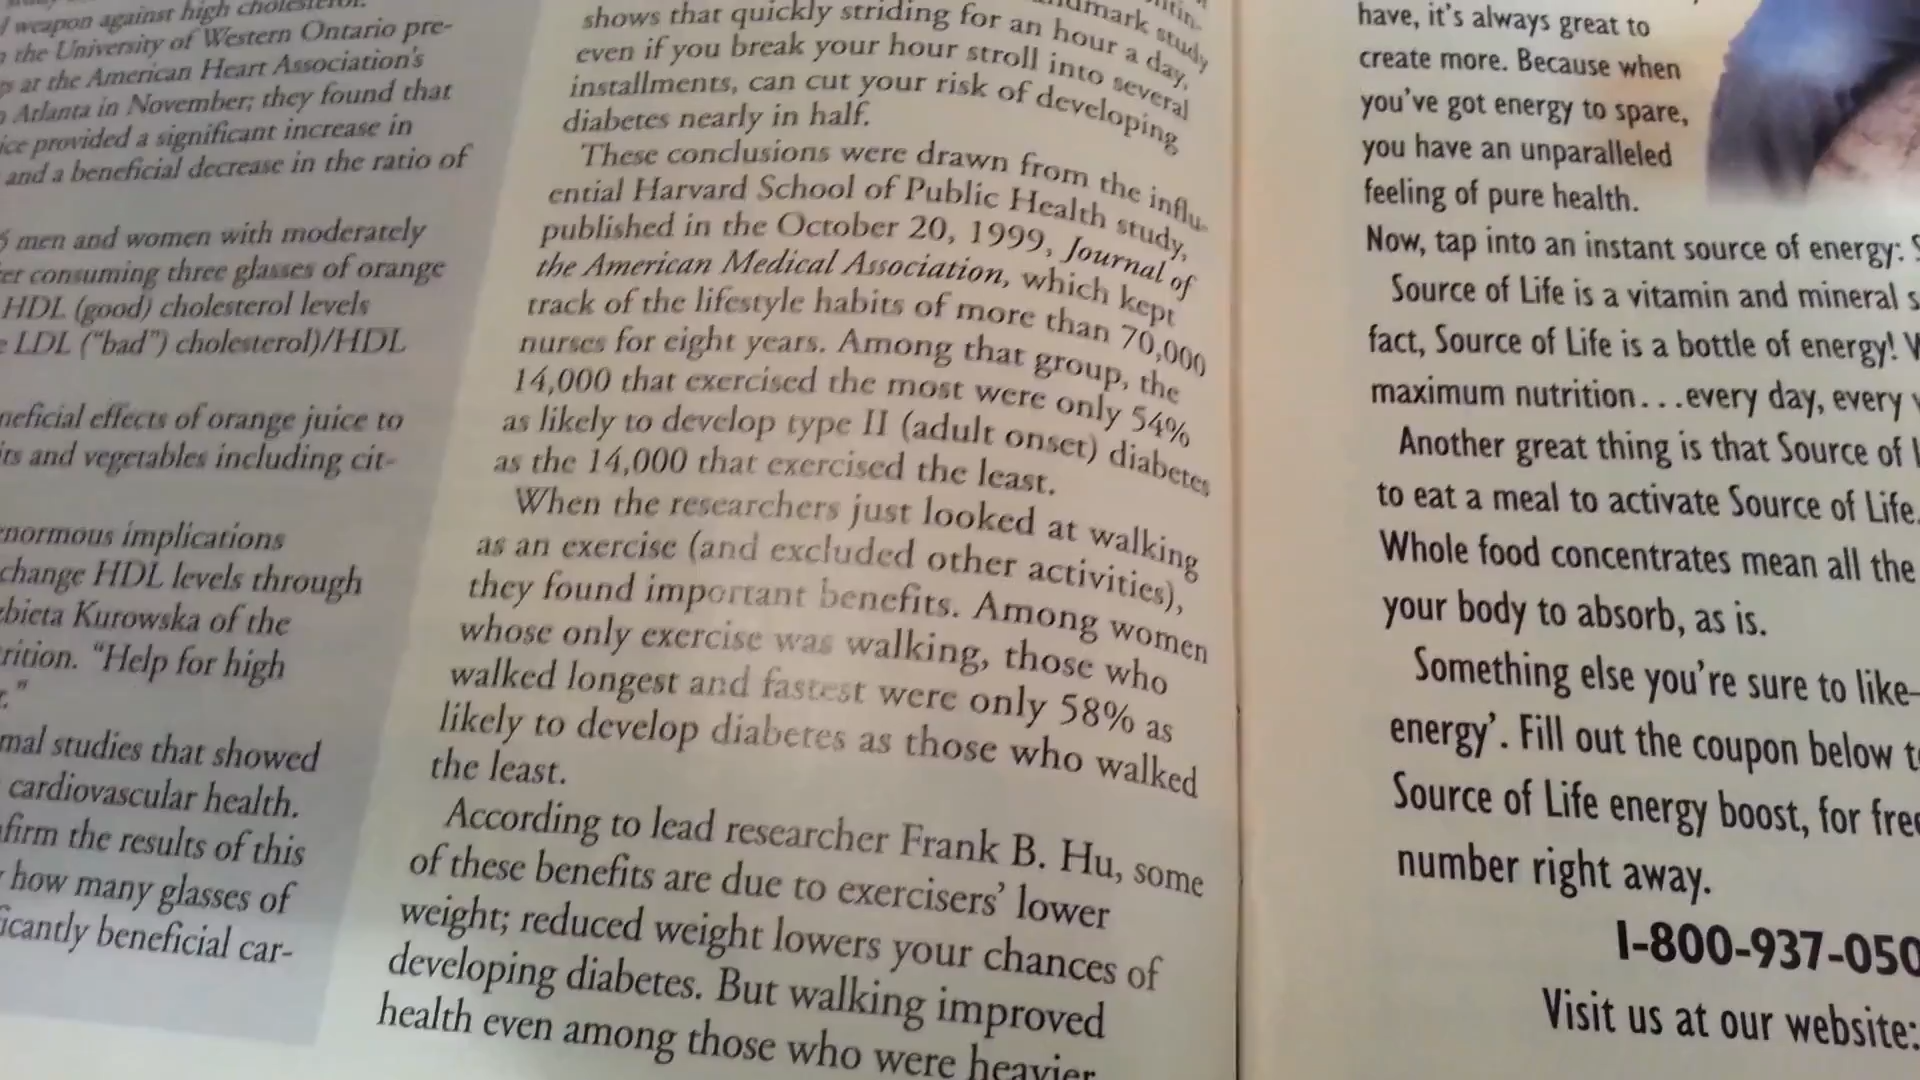 weapon against high cholesterol.
the University of Western Ontario pre-
at the American Heart Association's
Atlanta in November; they found that
provided a significant increase in
and a beneficial decrease in the ratio of
men and women with moderately
consuming three glasses of orange
HDL (good) cholesterol levels
LDL ("bad") cholesterol)/HDL
effects of orange juice to
and vegetables including cit-
enormous implications
change HDL levels through
Kurowska of the
"Help for high
studies that showed
cardiovascular health.
the results of this
how many glasses of
beneficial car-
study
shows that quickly striding for an hour a day,
even if you break your hour stroll into several
installments, can cut your risk of developing
diabetes nearly in half.
These conclusions were drawn from the influ-
ential Harvard School of Public Health study,
published in the October 20, 1999, Journal of
the American Medical Association, which kept
track of the lifestyle habits of more than 70,000
nurses for eight years. Among that group, the
14,000 that exercised the most were only 54%
as likely to develop type II (adult onset) diabetes
as the 14,000 that exercised the least.
When the researchers just looked at walking
as an exercise (and excluded other activities),
they found important benefits. Among women
whose only exercise was walking, those who
walked longest and fastest were only 58% as
likely to develop diabetes as those who walked
the least.
According to lead researcher Frank B. Hu, some
of these benefits are due to exercisers' lower
weight; reduced weight lowers your chances of
developing diabetes. But walking improved
health even among those who were heavier
have, it's always great to
create more. Because when
you've got energy to spare,
you have an unparalleled
feeling of pure health.
Now, tap into an instant source of energy:
Source of Life is a vitamin and mineral
fact, Source of Life is a bottle of energy!
maximum nutrition...every day, every
Another great thing is that Source of
to eat a meal to activate Source of Life.
Whole food concentrates mean all the
your body to absorb, as is.
Something else you're sure to like–
energy'. Fill out the coupon below
Source of Life energy boost, for free
number right away.
1-800-937-050
Visit us at our website: